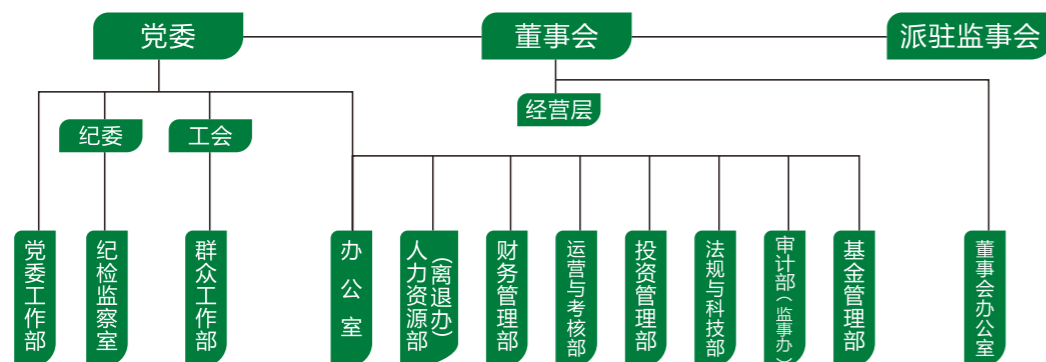 党委
董事会
派驻监事会
经营层
纪委
工会
党委工作部
纪检监察室
群众工作部
办公室
人力资源部
（离退办）
财务管理部
运营与考核部
投资管理部
法规与科技部
审计部（监事办）
基金管理部
董事会办公室